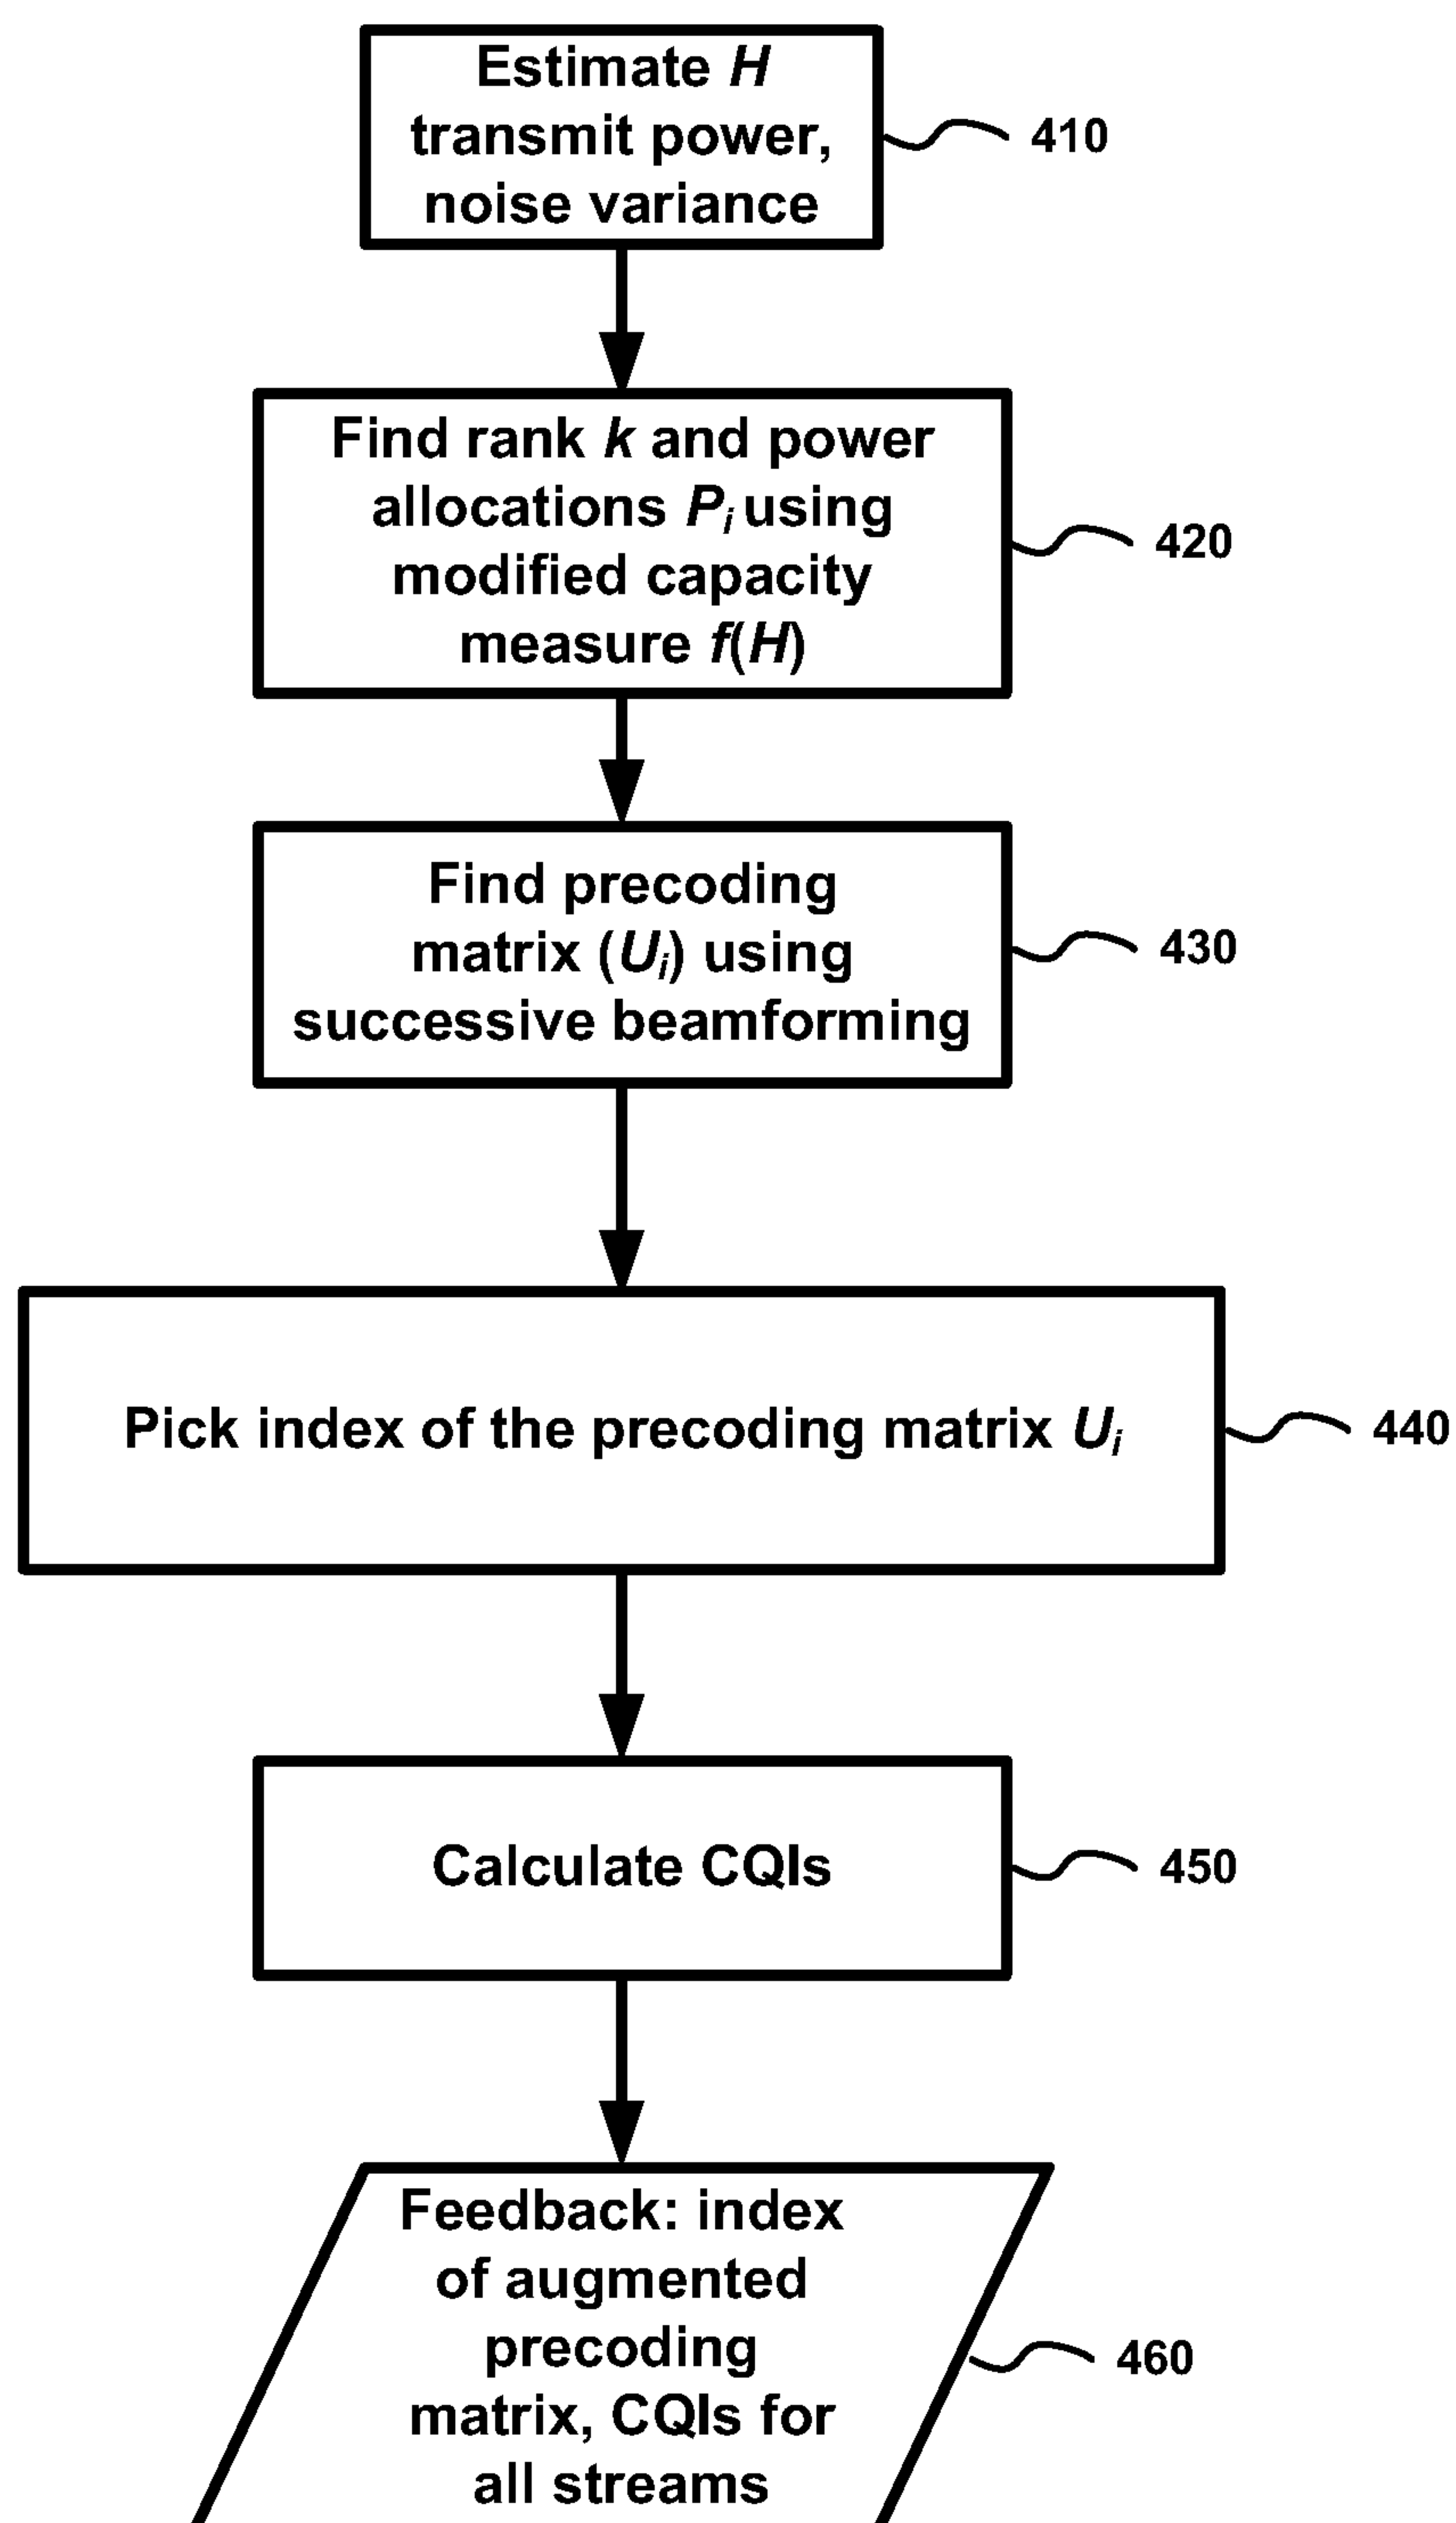 Estimate H
transmit power,
noise variance
410
Find rank k and power
allocations Pi using
modified capacity
measure f(H)
420
Find precoding
matrix (Ui) using
successive beamforming
430
Pick index of the precoding matrix Ui
440
Calculate CQIs
450
Feedback: index
of augmented
precoding
matrix, CQIs for
all streams
460